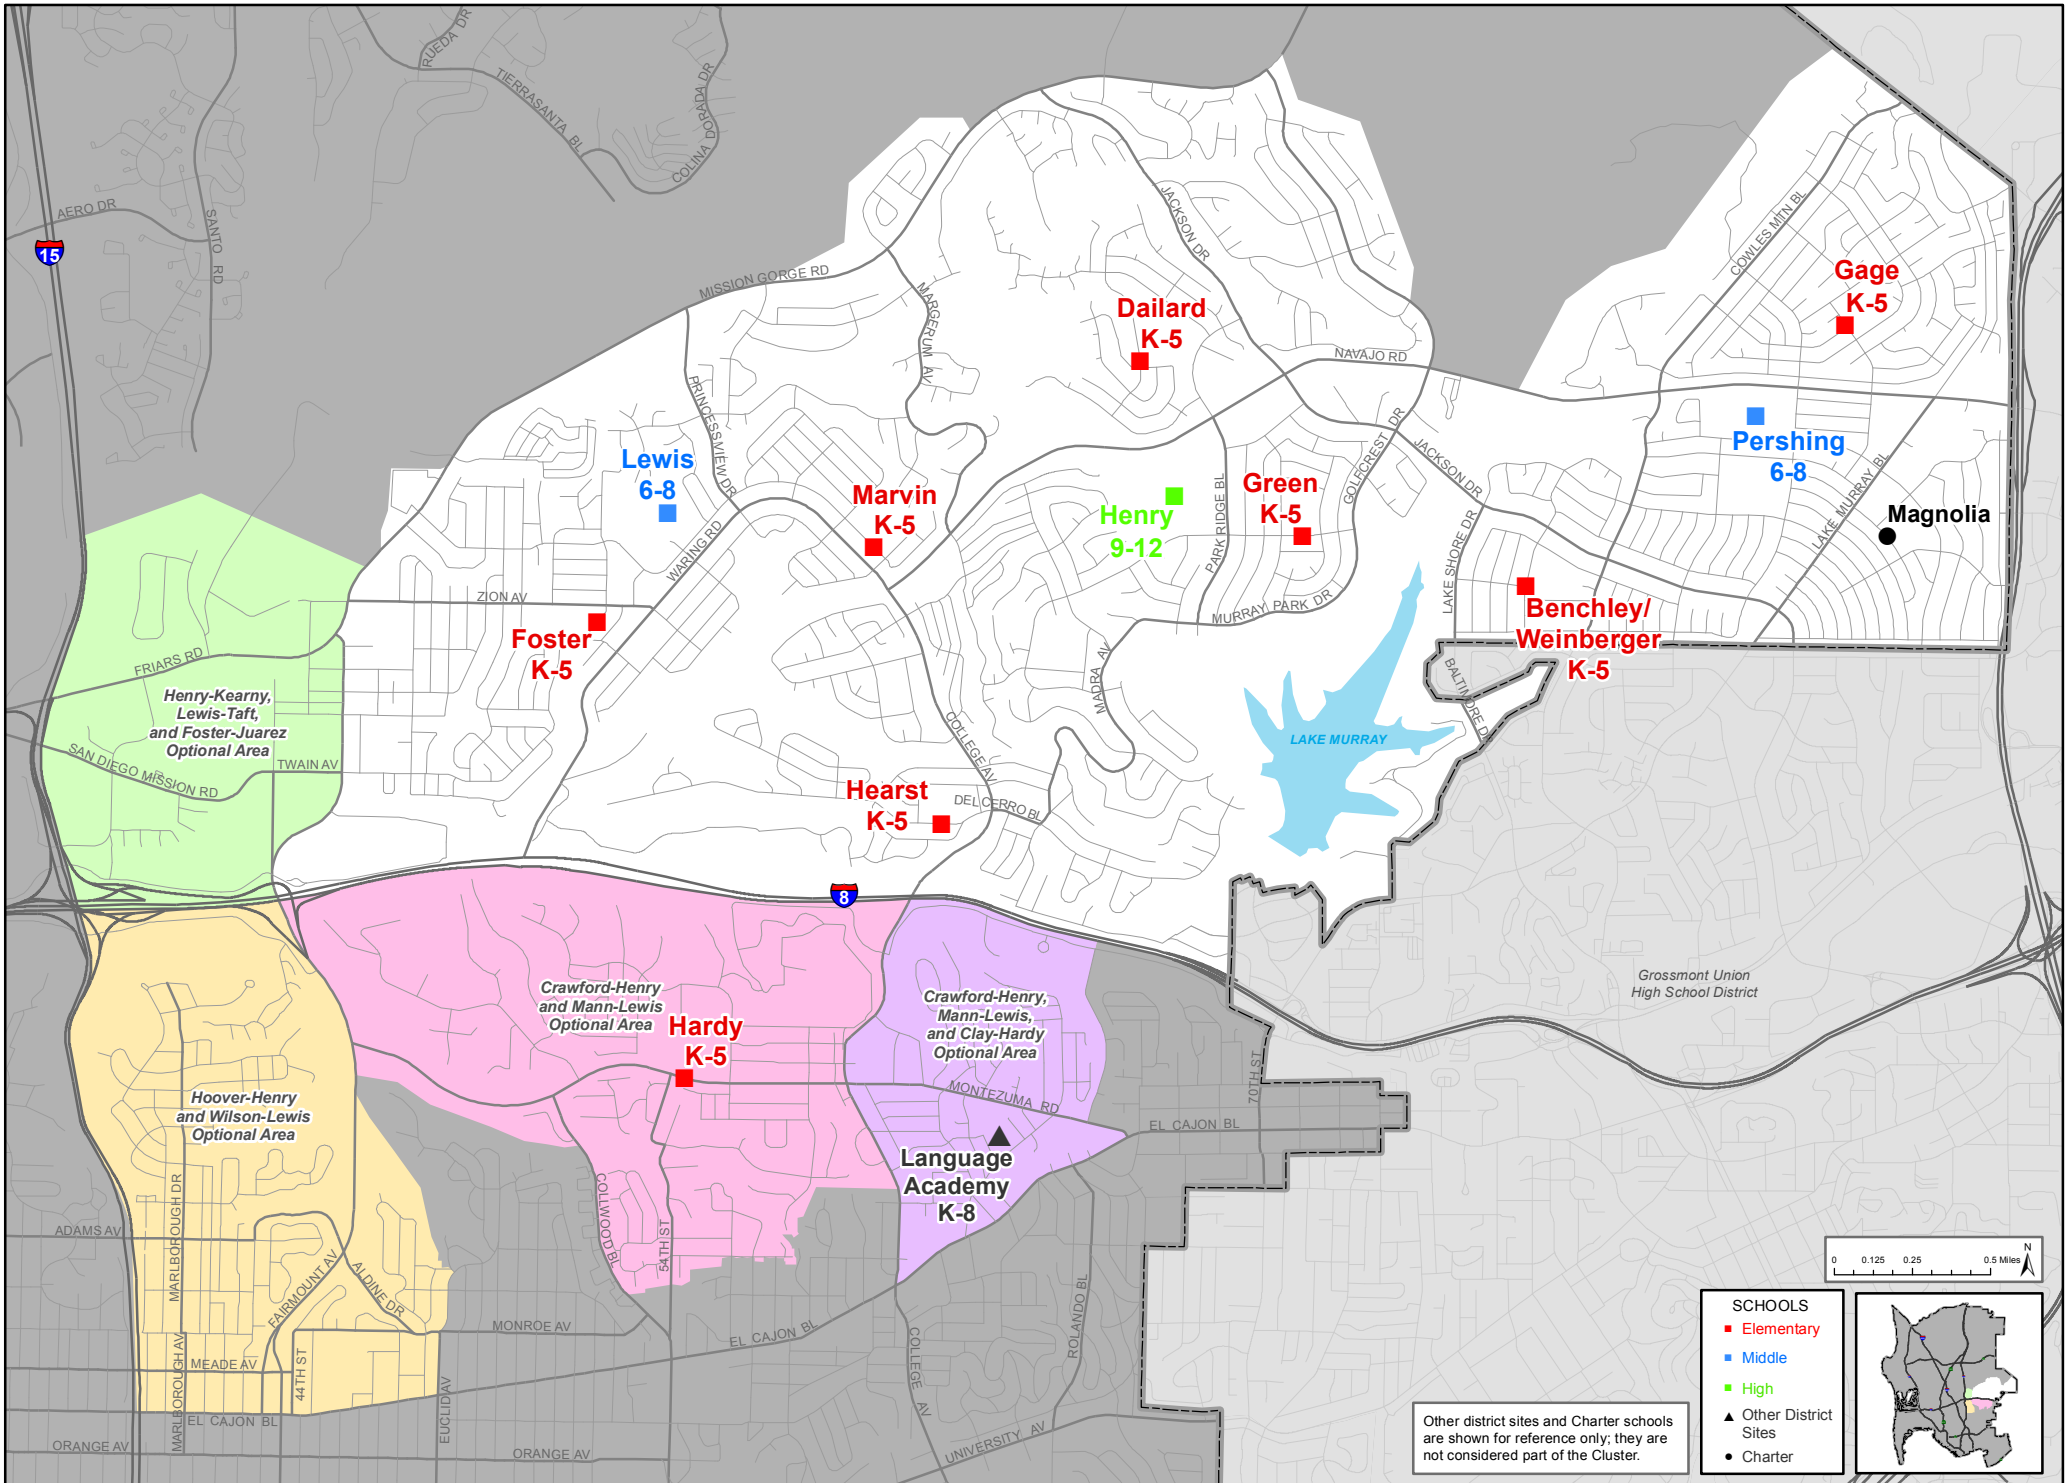 RUEDA DR
TIERRASANTA BL
COLINA DORADA DR
AERO DR
SANTO RD
15
MISSION GORGE RD
MARGERUM AV
JACKSON DR
COWLES MTN BL
Gage
K-5
Dailard
K-5
NAVAJO RD
PRINCESS VIEW DR
Lewis
6-8
Marvin
K-5
WARING RD
Henry
9-12
PARK RIDGE BL
Green
K-5
GOLFCREST DR
JACKSON DR
Pershing
6-8
LAKE MURRAY BL
Magnolia
LAKE SHORE DR
Benchley/
Weinberger
K-5
MURRAY PARK DR
ZION AV
Foster
K-5
FRIARS RD
Henry-Kearny,
Lewis-Taft,
and Foster-Juarez
Optional Area
SAN DIEGO MISSION RD
TWAIN AV
MADRA AV
BALTIMORE DR
LAKE MURRAY
COLLEGE AV
Hearst
K-5
DEL CERRO BL
8
Grossmont Union
High School District
Crawford-Henry
and Mann-Lewis
Optional Area
Hardy
K-5
Crawford-Henry,
Mann-Lewis,
and Clay-Hardy
Optional Area
MONTEZUMA RD
70TH ST
EL CAJON BL
Hoover-Henry
and Wilson-Lewis
Optional Area
Language
Academy
K-8
COLLWOOD BL
54TH ST
ADAMS AV
MARLBOROUGH DR
FAIRMOUNT AV
ALDINE DR
MONROE AV
EL CAJON BL
ROLANDO BL
COLLEGE AV
MEADE AV
MARLBOROUGH AV
44TH ST
EL CAJON BL
EUCLID AV
ORANGE AV
ORANGE AV
UNIVERSITY AV
0 0.125 0.25 0.5 Miles
N
SCHOOLS
Elementary
Middle
High
Other District
Sites
Charter
Other district sites and Charter schools
are shown for reference only; they are
not considered part of the Cluster.